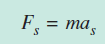 Fₛ = maₛ